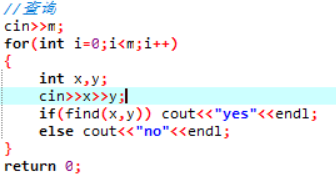 //查询
cin>>m;
for(int i=0;i<m;i++)
{
int x,y;
cin>>x>>y;
if(find(x,y)) cout<<"yes"<<endl;
else cout<<"no"<<endl;
}
return 0;